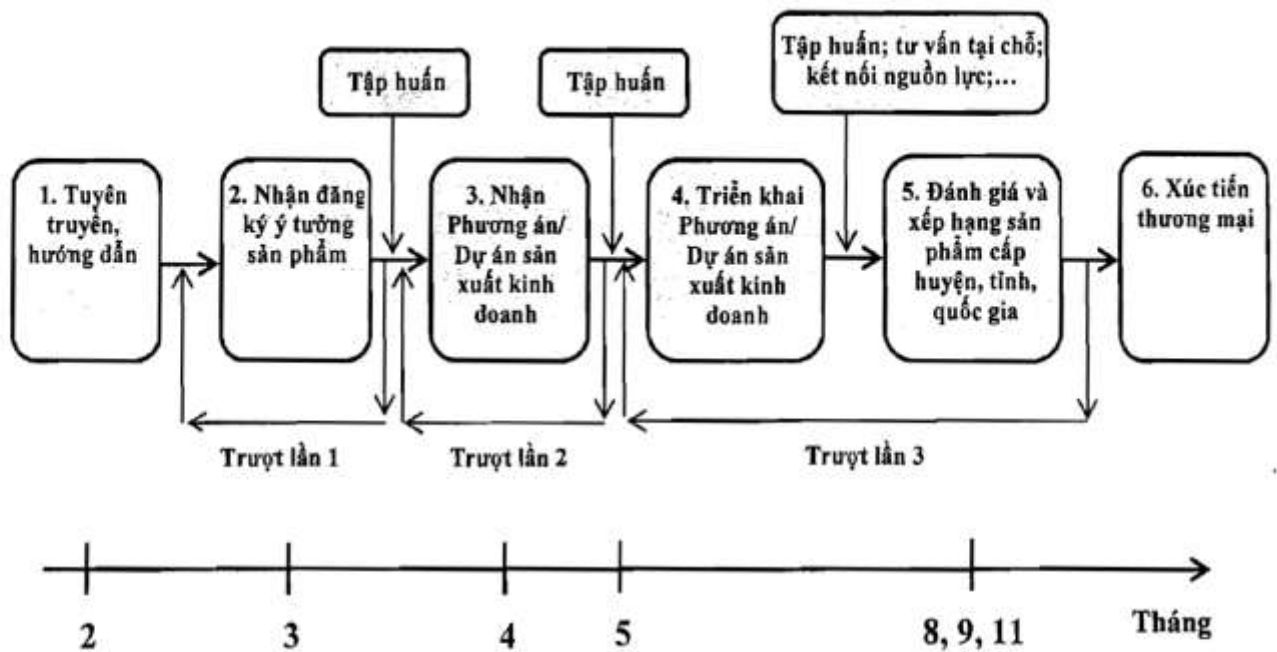 Tập huấn
Tập huấn
Tập huấn; tư vấn tại chỗ;
kết nối nguồn lực;...
1. Tuyên
truyền,
hướng dẫn
2. Nhận đăng
ký ý tưởng
sản phẩm
3. Nhận
Phương án/
Dự án sản
xuất kinh
doanh
4. Triển khai
Phương án/
Dự án sản
xuất kinh
doanh
5. Đánh giá và
xếp hạng sản
phẩm cấp
huyện, tỉnh,
quốc gia
6. Xúc tiến
thương mại
Trượt lần 1
Trượt lần 2
Trượt lần 3
2
3
4
5
8, 9, 11
Tháng